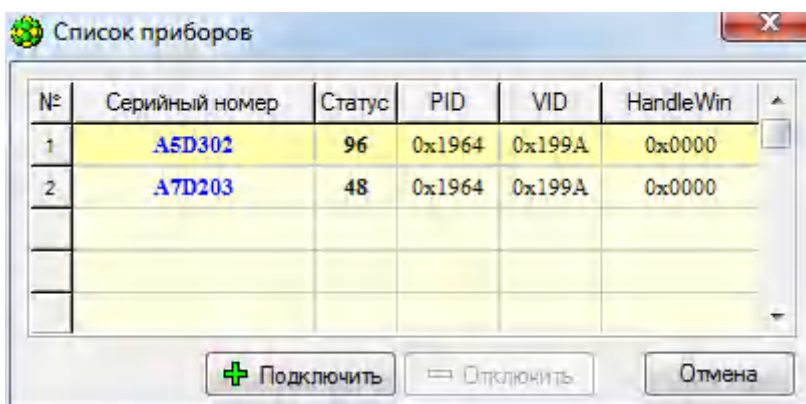 Список приборов
№ Серийный номер Статус PID VID HandleWin
1 A5D302 96 0x1964 0x199A 0x0000
2 A7D203 48 0x1964 0x199A 0x0000
Подключить Отключить Отмена